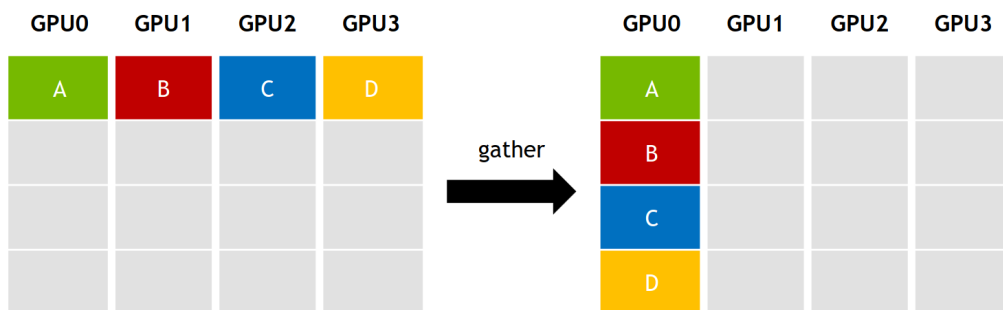 GPU0 GPU1 GPU2 GPU3
A B C D
gather
GPU0 GPU1 GPU2 GPU3
A
B
C
D